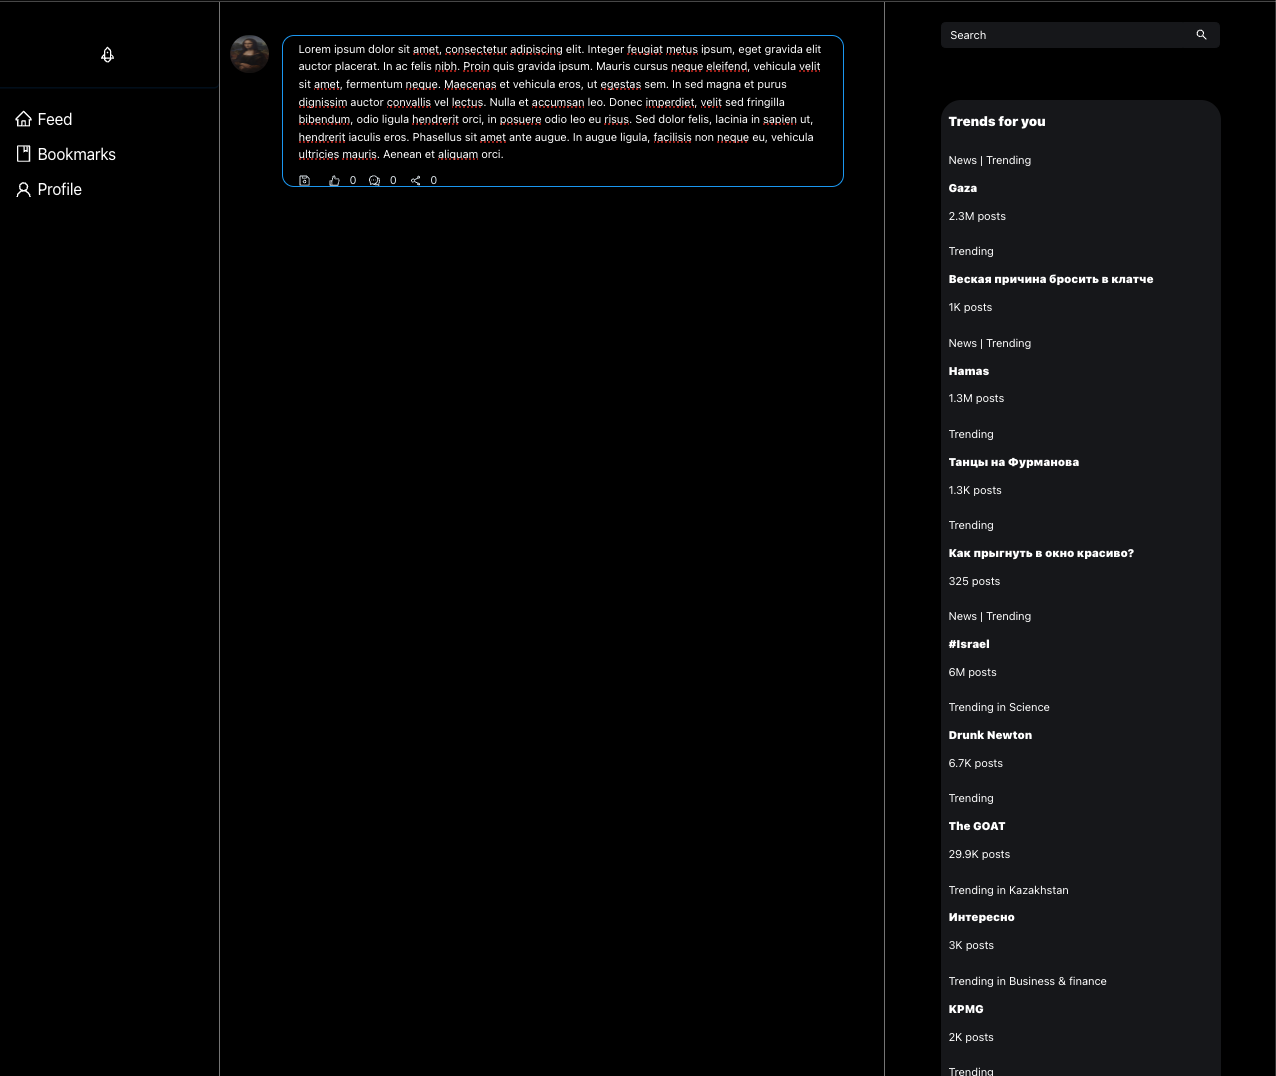 Feed
Bookmarks
Profile
Lorem ipsum dolor sit amet, consectetur adipiscing elit. Integer feugiat metus ipsum, eget gravida elit
auctor placerat. In ac felis nibh. Proin quis gravida ipsum. Mauris cursus neque eleifend, vehicula velit
sit amet, fermentum neque. Maecenas et vehicula eros, ut egestas sem. In sed magna et purus
dignissim auctor convallis vel lectus. Nulla et accumsan leo. Donec imperdiet, velit sed fringilla
bibendum, odio ligula hendrerit orci, in posuere odio leo eu risus. Sed dolor felis, lacinia in sapien ut,
hendrerit iaculis eros. Phasellus sit amet ante augue. In augue ligula, facilisis non neque eu, vehicula
ultricies mauris. Aenean et aliquam orci.
0 0 0
Search
Trends for you
News | Trending
Gaza
2.3M posts
Trending
Веская причина бросить в клатче
1K posts
News | Trending
Hamas
1.3M posts
Trending
Танцы на Фурманова
1.3K posts
Trending
Как прыгнуть в окно красиво?
325 posts
News | Trending
#Israel
6M posts
Trending in Science
Drunk Newton
6.7K posts
Trending
The GOAT
29.9K posts
Trending in Kazakhstan
Интересно
3K posts
Trending in Business & finance
KPMG
2K posts
Trending